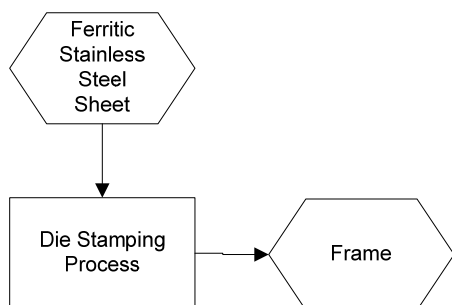 Ferritic
Stainless
Steel
Sheet
Die Stamping
Process
Frame